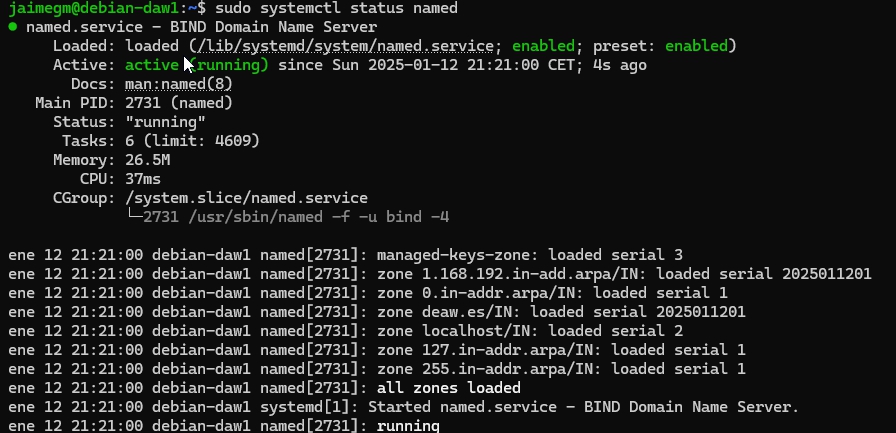 jaimegm@debian-daw1:~$ sudo systemctl status named
● named.service - BIND Domain Name Server
Loaded: loaded (/lib/systemd/system/named.service; enabled; preset: enabled)
Active: active (running) since Sun 2025-01-12 21:21:00 CET; 4s ago
Docs: man:named(8)
Main PID: 2731 (named)
Status: "running"
Tasks: 6 (limit: 4609)
Memory: 26.5M
CPU: 37ms
CGroup: /system.slice/named.service
└─2731 /usr/sbin/named -f -u bind -4
ene 12 21:21:00 debian-daw1 named[2731]: managed-keys-zone: loaded serial 3
ene 12 21:21:00 debian-daw1 named[2731]: zone 1.168.192.in-add.arpa/IN: loaded serial 2025011201
ene 12 21:21:00 debian-daw1 named[2731]: zone 0.in-addr.arpa/IN: loaded serial 1
ene 12 21:21:00 debian-daw1 named[2731]: zone deaw.es/IN: loaded serial 2025011201
ene 12 21:21:00 debian-daw1 named[2731]: zone localhost/IN: loaded serial 2
ene 12 21:21:00 debian-daw1 named[2731]: zone 127.in-addr.arpa/IN: loaded serial 1
ene 12 21:21:00 debian-daw1 named[2731]: zone 255.in-addr.arpa/IN: loaded serial 1
ene 12 21:21:00 debian-daw1 named[2731]: all zones loaded
ene 12 21:21:00 debian-daw1 systemd[1]: Started named.service - BIND Domain Name Server.
ene 12 21:21:00 debian-daw1 named[2731]: running